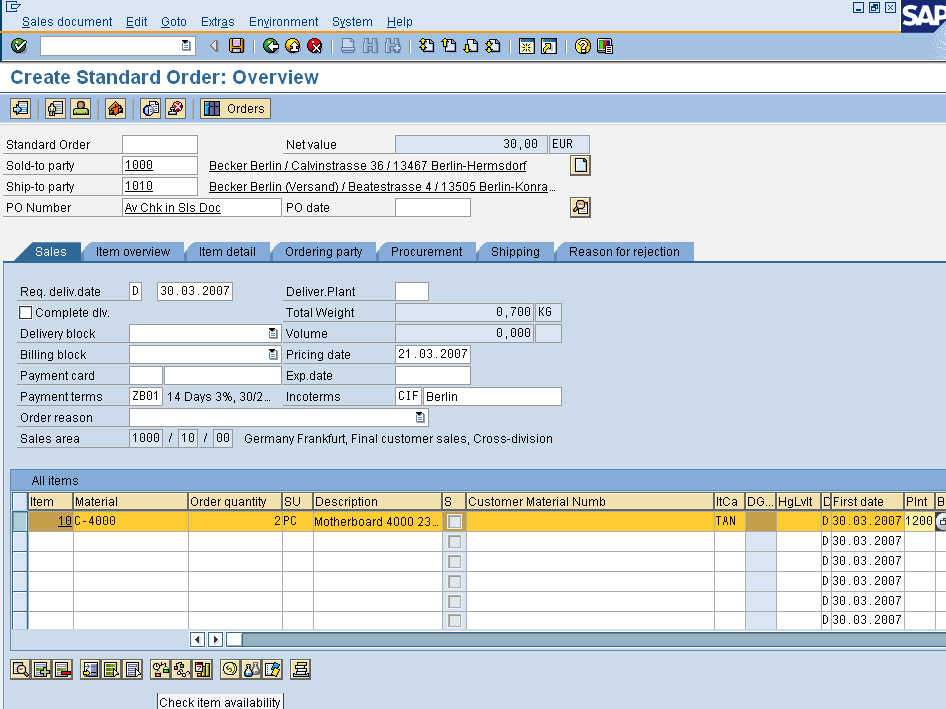 Sales document Edit Goto Extras Environment System Help
SAP
Create Standard Order: Overview
Orders
Standard Order Net value 30,00 EUR
Sold-to party 1000 Becker Berlin / Calvinstrasse 36 / 13467 Berlin-Hermsdorf
Ship-to party 1010 Becker Berlin (Versand) / Beatestrasse 4 / 13505 Berlin-Konra...
PO Number Av Chk in Sls Doc PO date
Sales Item overview Item detail Ordering party Procurement Shipping Reason for rejection
Req. deliv.date D 30.03.2007 Deliver.Plant
Complete dlv. Total Weight 0,700 KG
Delivery block Volume 0,000
Billing block Pricing date 21.03.2007
Payment card Exp.date
Payment terms ZB01 14 Days 3%, 30/2... Incoterms CIF Berlin
Order reason
Sales area 1000 / 10 / 00 Germany Frankfurt, Final customer sales, Cross-division
All items
Item Material Order quantity SU Description S Customer Material Numb ItCa DG... HgLvIt D First date Plnt B
10 C-4000 2 PC Motherboard 4000 23... TAN D 30.03.2007 1200
D 30.03.2007
D 30.03.2007
D 30.03.2007
D 30.03.2007
D 30.03.2007
Check item availability